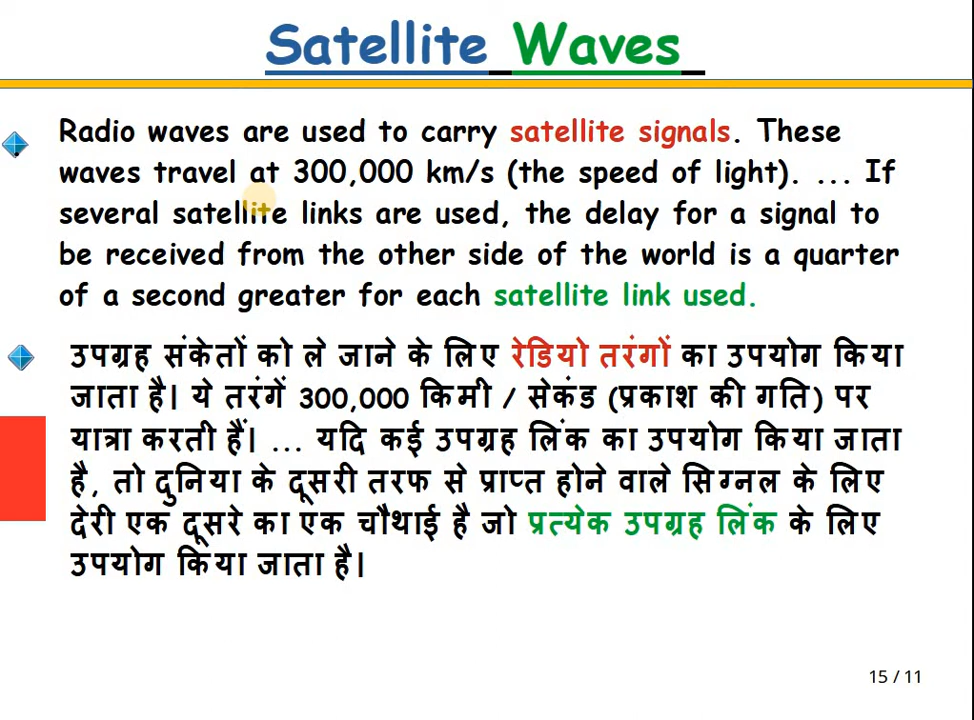 Satellite Waves
Radio waves are used to carry satellite signals. These
waves travel at 300,000 km/s (the speed of light). ... If
several satellite links are used, the delay for a signal to
be received from the other side of the world is a quarter
of a second greater for each satellite link used.
उपग्रह संकेतों को ले जाने के लिए रेडियो तरंगों का उपयोग किया
जाता है। ये तरंगें 300,000 किमी / सेकंड (प्रकाश की गति) पर
यात्रा करती हैं। ... यदि कई उपग्रह लिंक का उपयोग किया जाता
है, तो दुनिया के दूसरी तरफ से प्राप्त होने वाले सिग्नल के लिए
देरी एक दूसरे का एक चौथाई है जो प्रत्येक उपग्रह लिंक के लिए
उपयोग किया जाता है।
15 / 11